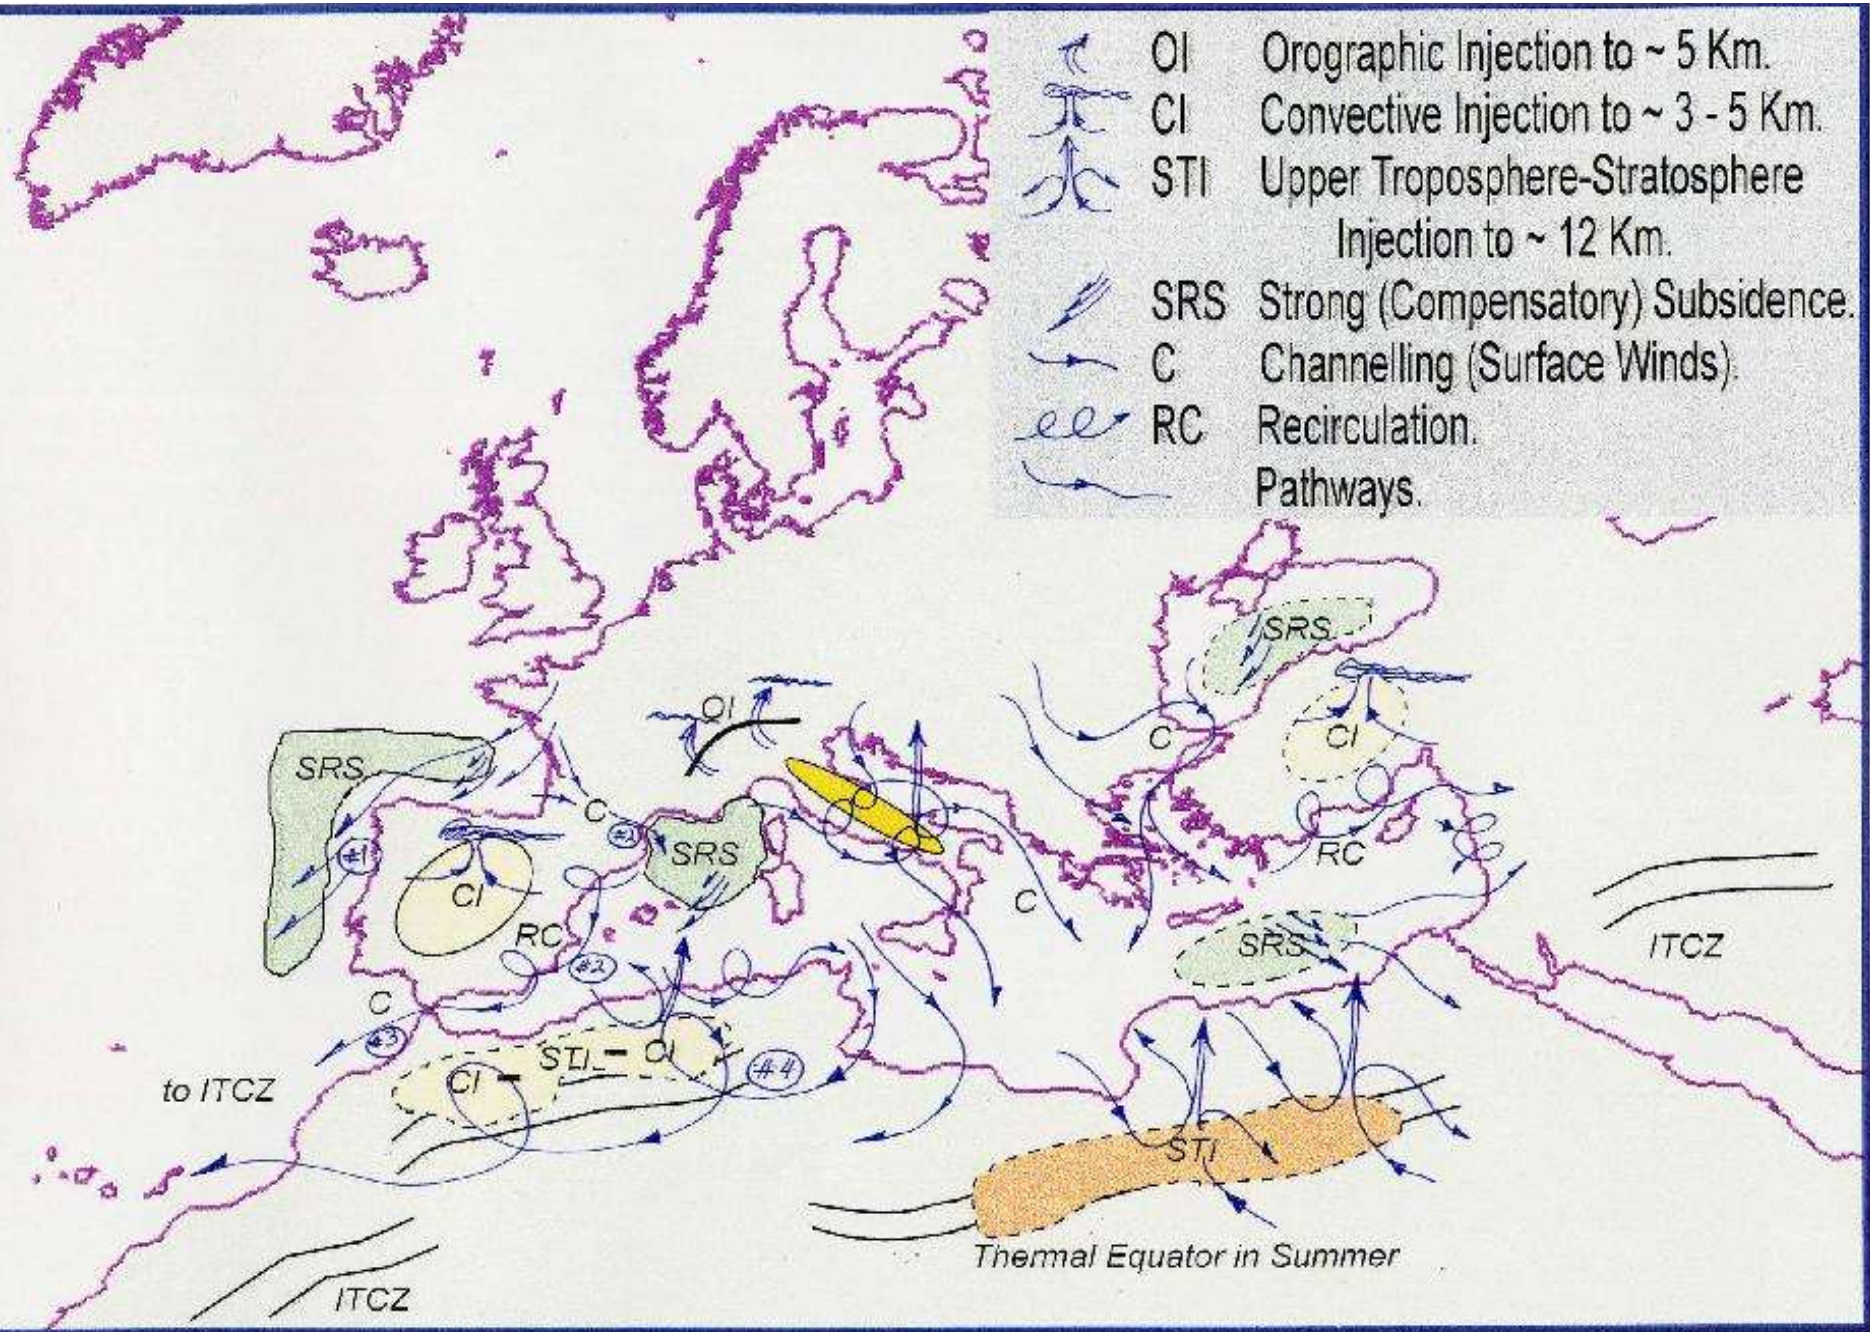 OI Orographic Injection to ~ 5 Km.
CI Convective Injection to ~ 3 - 5 Km.
STI Upper Troposphere-Stratosphere
Injection to ~ 12 Km.
SRS Strong (Compensatory) Subsidence.
C Channelling (Surface Winds).
RC Recirculation.
Pathways.
SRS
OI
CI
C
SRS
C
#2
#1
SRS
CI
RC
C
RC
#2
SRS
ITCZ
C
#3
STI - CI
CI -
#4
to ITCZ
STI
Thermal Equator in Summer
ITCZ